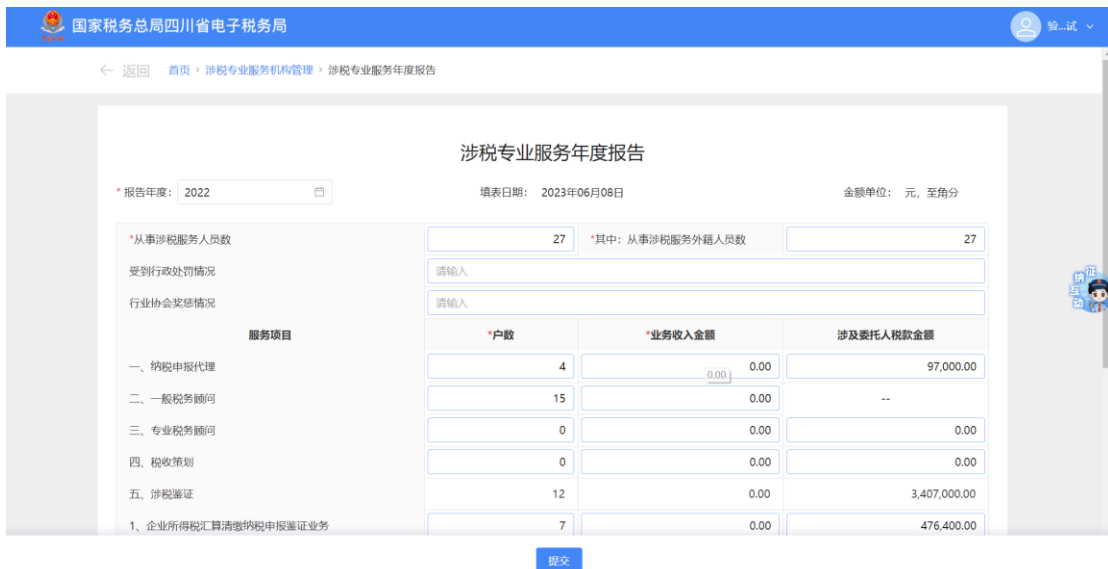 国家税务总局四川省电子税务局 验...试
返回 首页 > 涉税专业服务机构管理 > 涉税专业服务年度报告
涉税专业服务年度报告
* 报告年度: 2022 填表日期: 2023年06月08日 金额单位: 元, 至角分
*从事涉税服务人员数 27 *其中: 从事涉税服务外籍人员数 27
受到行政处罚情况 请输入
行业协会奖惩情况 请输入
服务项目 *户数 *业务收入金额 涉及委托人税款金额
一、纳税申报代理 4 0.00 97,000.00
0.00
二、一般税务顾问 15 0.00 --
三、专业税务顾问 0 0.00 0.00
四、税收策划 0 0.00 0.00
五、涉税鉴证 12 0.00 3,407,000.00
1、企业所得税汇算清缴纳税申报鉴证业务 7 0.00 476,400.00
征纳互动
提交